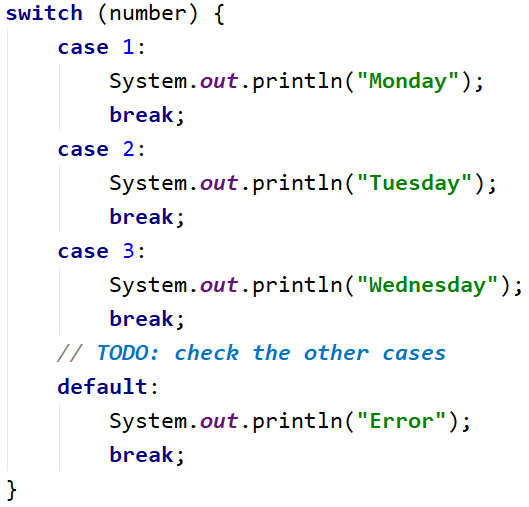 switch (number) {
    case 1:
        System.out.println("Monday");
        break;
    case 2:
        System.out.println("Tuesday");
        break;
    case 3:
        System.out.println("Wednesday");
        break;
    // TODO: check the other cases
    default:
        System.out.println("Error");
        break;
}